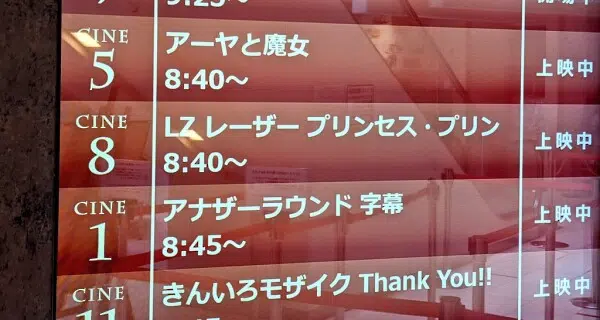 9:25～
CINE 5 アーヤと魔女 上映中
8:40～
CINE 8 LZ レーザー プリンセス・プリン 上映中
8:40～
CINE 1 アナザーラウンド 字幕 上映中
8:45～
CINE 11 きんいろモザイク Thank You!! 上映中